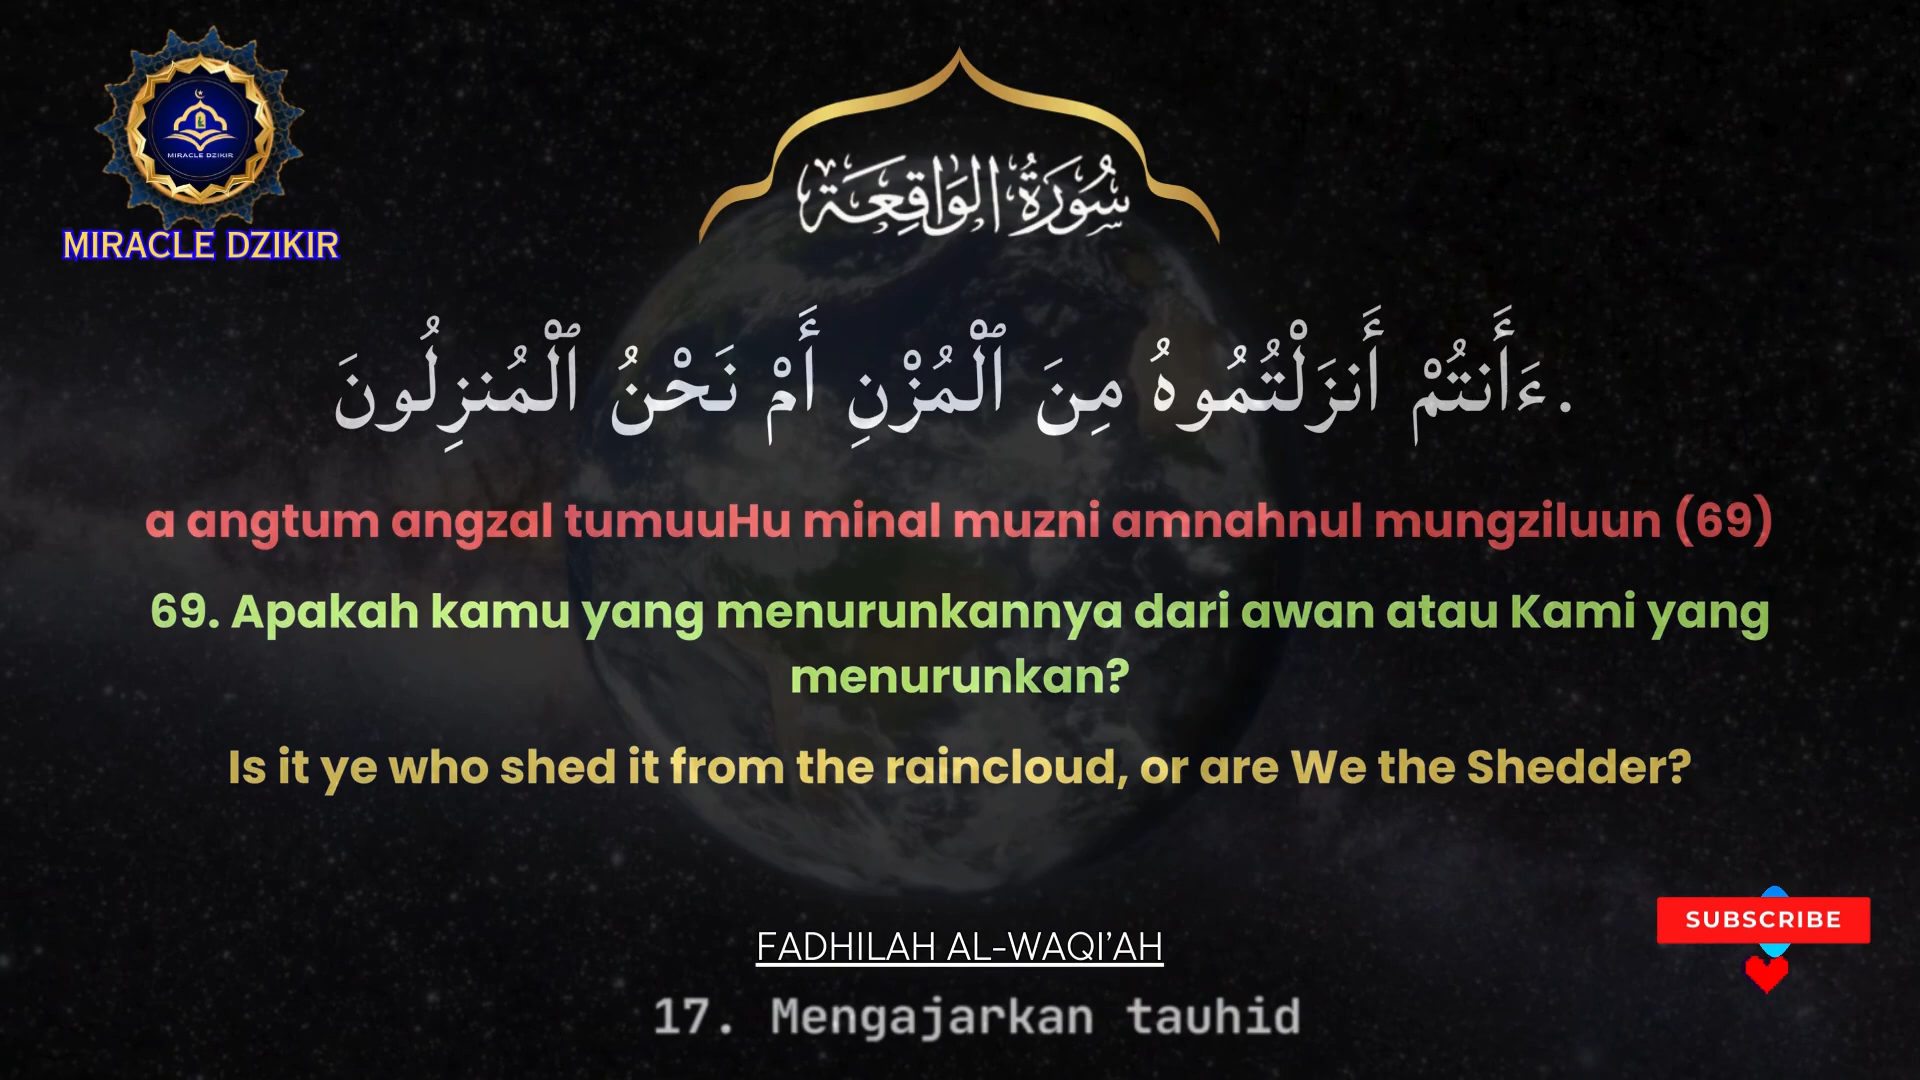 MIRACLE DZIKIR
MIRACLE DZIKIR
سُورَةُ الوَاقِعَة
ءَأَنتُمْ أَنزَلْتُمُوهُ مِنَ ٱلْمُزْنِ أَمْ نَحْنُ ٱلْمُنزِلُونَ.
a angtum angzal tumuuHu minal muzni amnahnul mungziluun (69)
69. Apakah kamu yang menurunkannya dari awan atau Kami yang
menurunkan?
Is it ye who shed it from the raincloud, or are We the Shedder?
SUBSCRIBE
FADHILAH AL-WAQI’AH
17. Mengajarkan tauhid